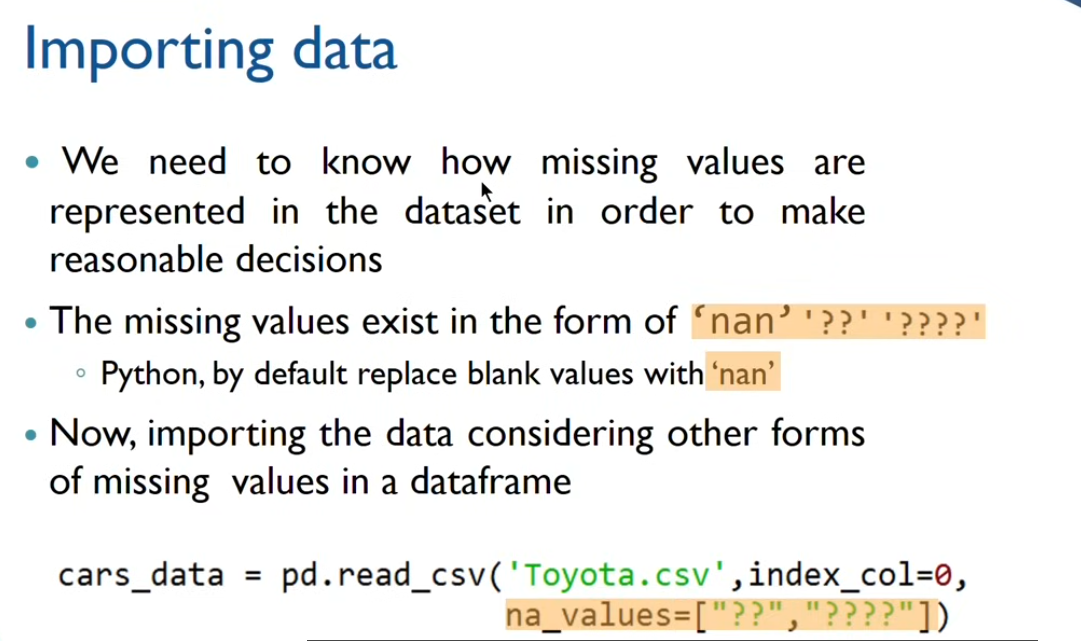 Importing data
• We need to know how missing values are
represented in the dataset in order to make
reasonable decisions
• The missing values exist in the form of ‘nan’ '??' '????'
◦ Python, by default replace blank values with ‘nan’
• Now, importing the data considering other forms
of missing values in a dataframe
cars_data = pd.read_csv('Toyota.csv',index_col=0,
na_values=["??","????"])